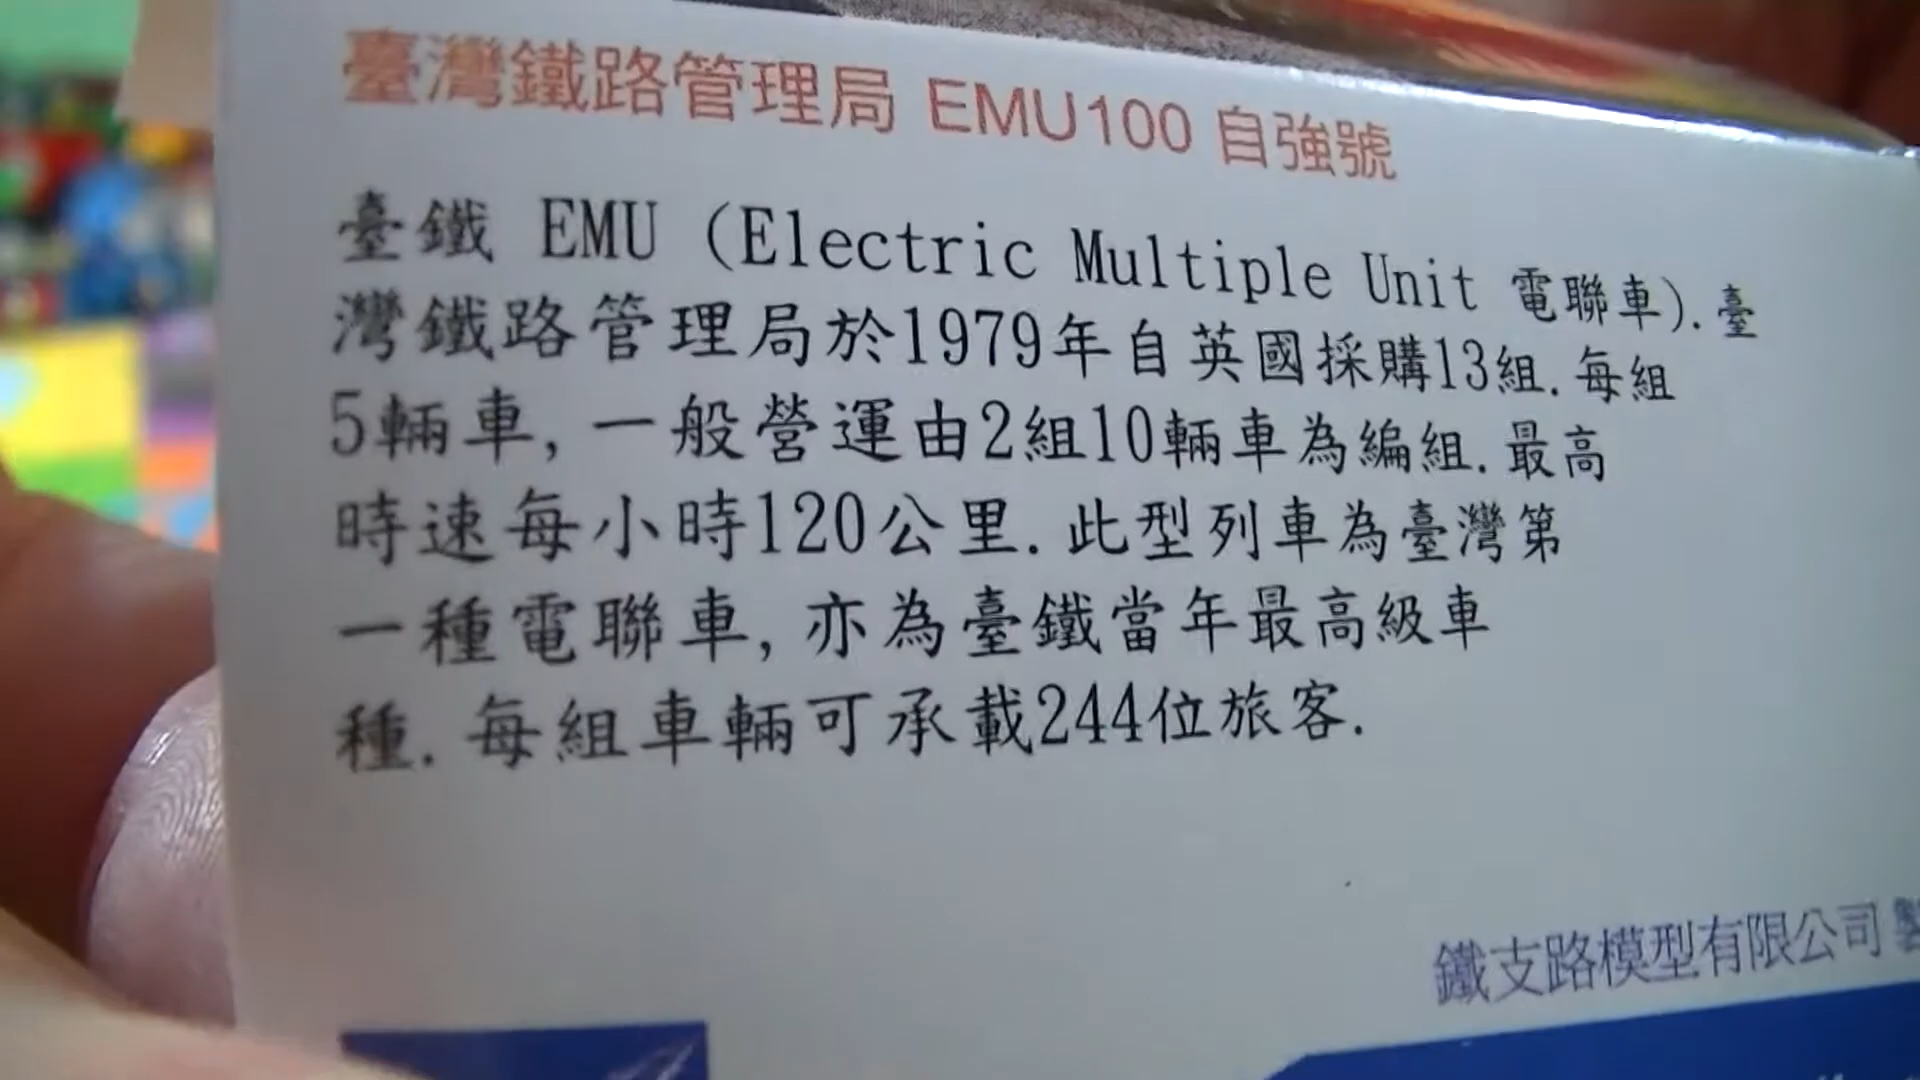 臺灣鐵路管理局 EMU100 自強號
臺鐵 EMU (Electric Multiple Unit 電聯車).臺
灣鐵路管理局於1979年自英國採購13組.每組
5輛車,一般營運由2組10輛車為編組.最高
時速每小時120公里.此型列車為臺灣第
一種電聯車,亦為臺鐵當年最高級車
種.每組車輛可承載244位旅客.
鐵支路模型有限公司